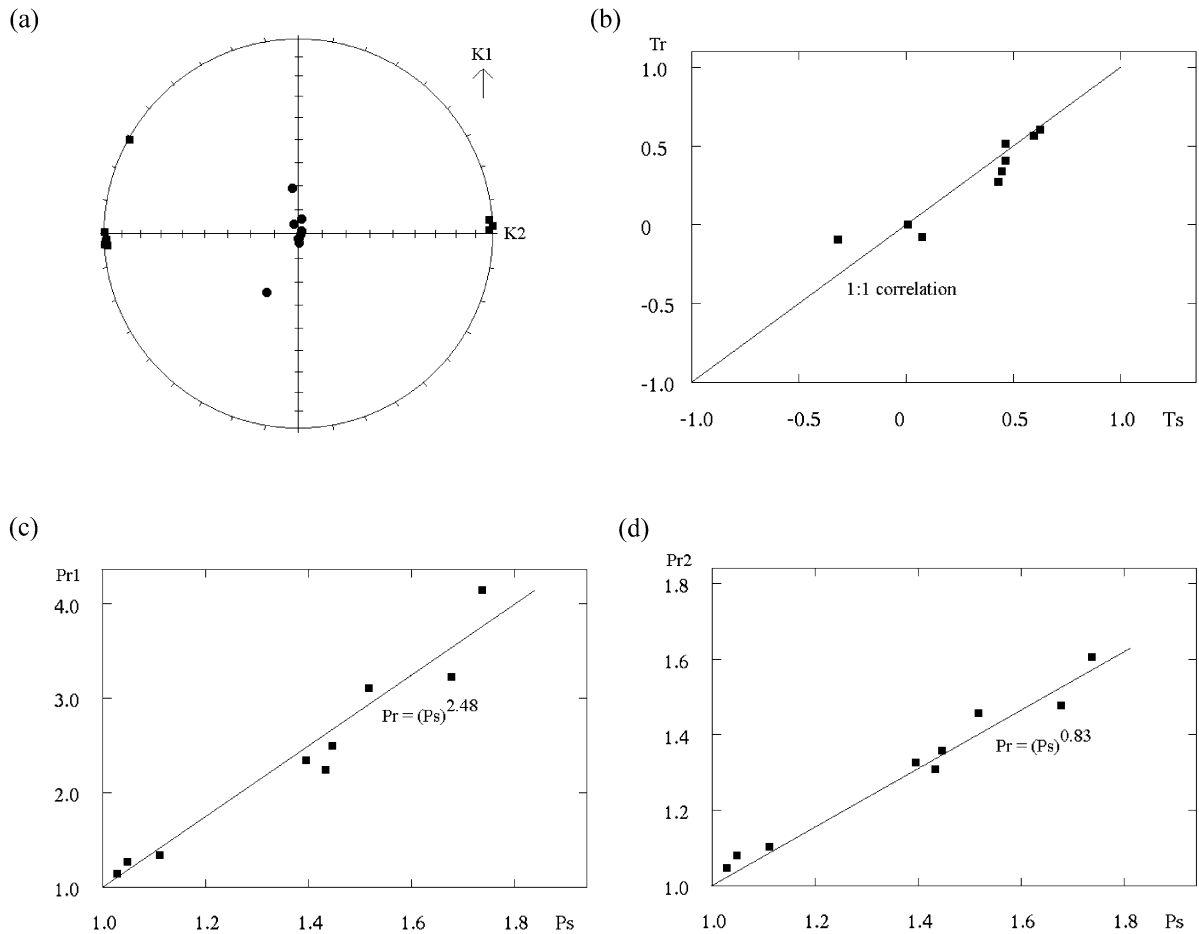 (a)
K1
K2
(b)
Tr
1.0
0.5
0
-0.5
-1.0
1:1 correlation
-1.0 -0.5 0 0.5 1.0 Ts
(c)
Pr1
4.0
3.0
2.0
1.0
Pr = (Ps)^2.48
1.0 1.2 1.4 1.6 1.8 Ps
(d)
Pr2
1.8
1.6
1.4
1.2
1.0
Pr = (Ps)^0.83
1.0 1.2 1.4 1.6 1.8 Ps